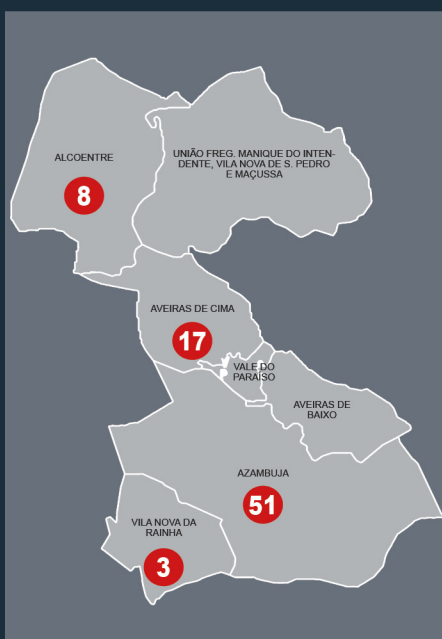 UNIÃO FREG. MANIQUE DO INTEN-
DENTE, VILA NOVA DE S. PEDRO
E MAÇUSSA
ALCOENTRE
8
AVEIRAS DE CIMA
17
VALE DO
PARAÍSO
AVEIRAS DE
BAIXO
AZAMBUJA
51
VILA NOVA DA
RAINHA
3